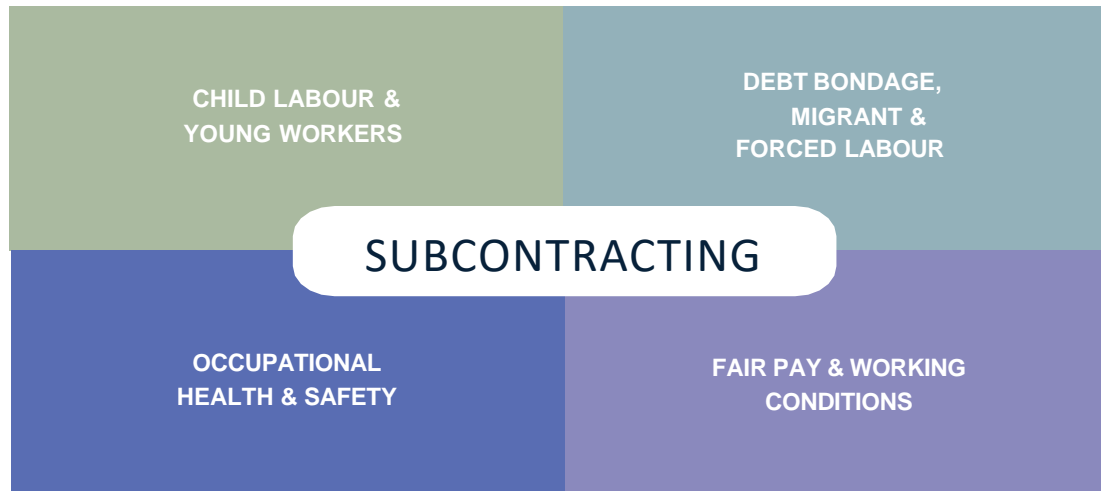 CHILD LABOUR &
YOUNG WORKERS
DEBT BONDAGE,
MIGRANT &
FORCED LABOUR
SUBCONTRACTING
OCCUPATIONAL
HEALTH & SAFETY
FAIR PAY & WORKING
CONDITIONS